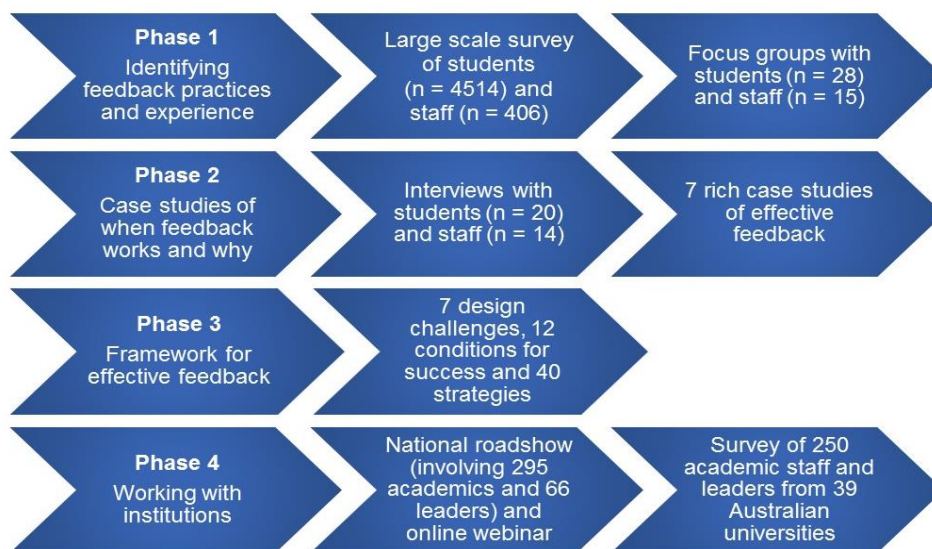 Phase 1
Identifying
feedback practices
and experience
Large scale survey
of students
(n = 4514) and
staff (n = 406)
Focus groups with
students (n = 28)
and staff (n = 15)
Phase 2
Case studies of
when feedback
works and why
Interviews with
students (n = 20)
and staff (n = 14)
7 rich case studies
of effective
feedback
Phase 3
Framework for
effective feedback
7 design
challenges, 12
conditions for
success and 40
strategies
Phase 4
Working with
institutions
National roadshow
(involving 295
academics and 66
leaders) and
online webinar
Survey of 250
academic staff and
leaders from 39
Australian
universities